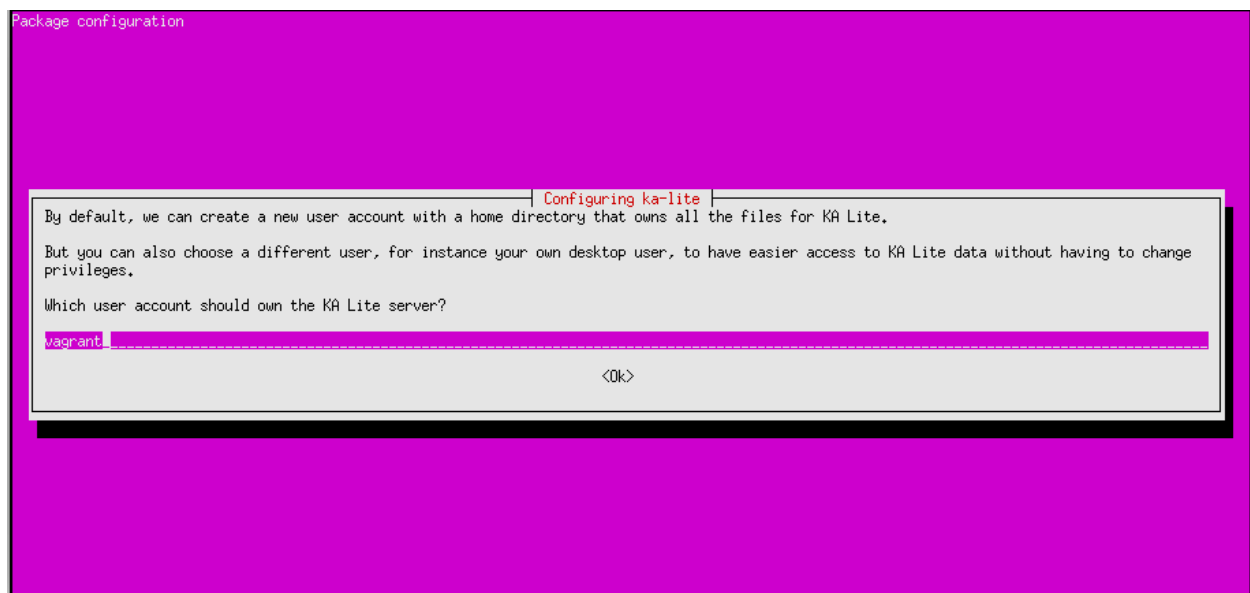 Package configuration
Configuring ka-lite
By default, we can create a new user account with a home directory that owns all the files for KA Lite.
But you can also choose a different user, for instance your own desktop user, to have easier access to KA Lite data without having to change
privileges.
Which user account should own the KA Lite server?
vagrant
<Ok>